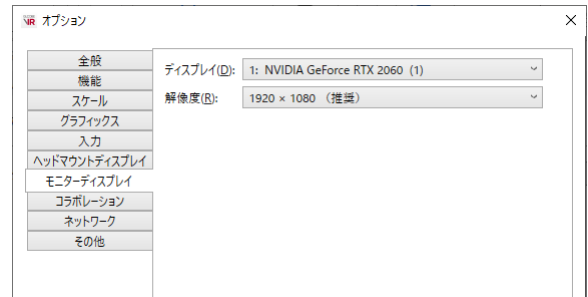 VR オプション
全般
機能
スケール
グラフィックス
入力
ヘッドマウントディスプレイ
モニターディスプレイ
コラボレーション
ネットワーク
その他
ディスプレイ(D): 1: NVIDIA GeForce RTX 2060 (1)
解像度(R): 1920 × 1080 （推奨）